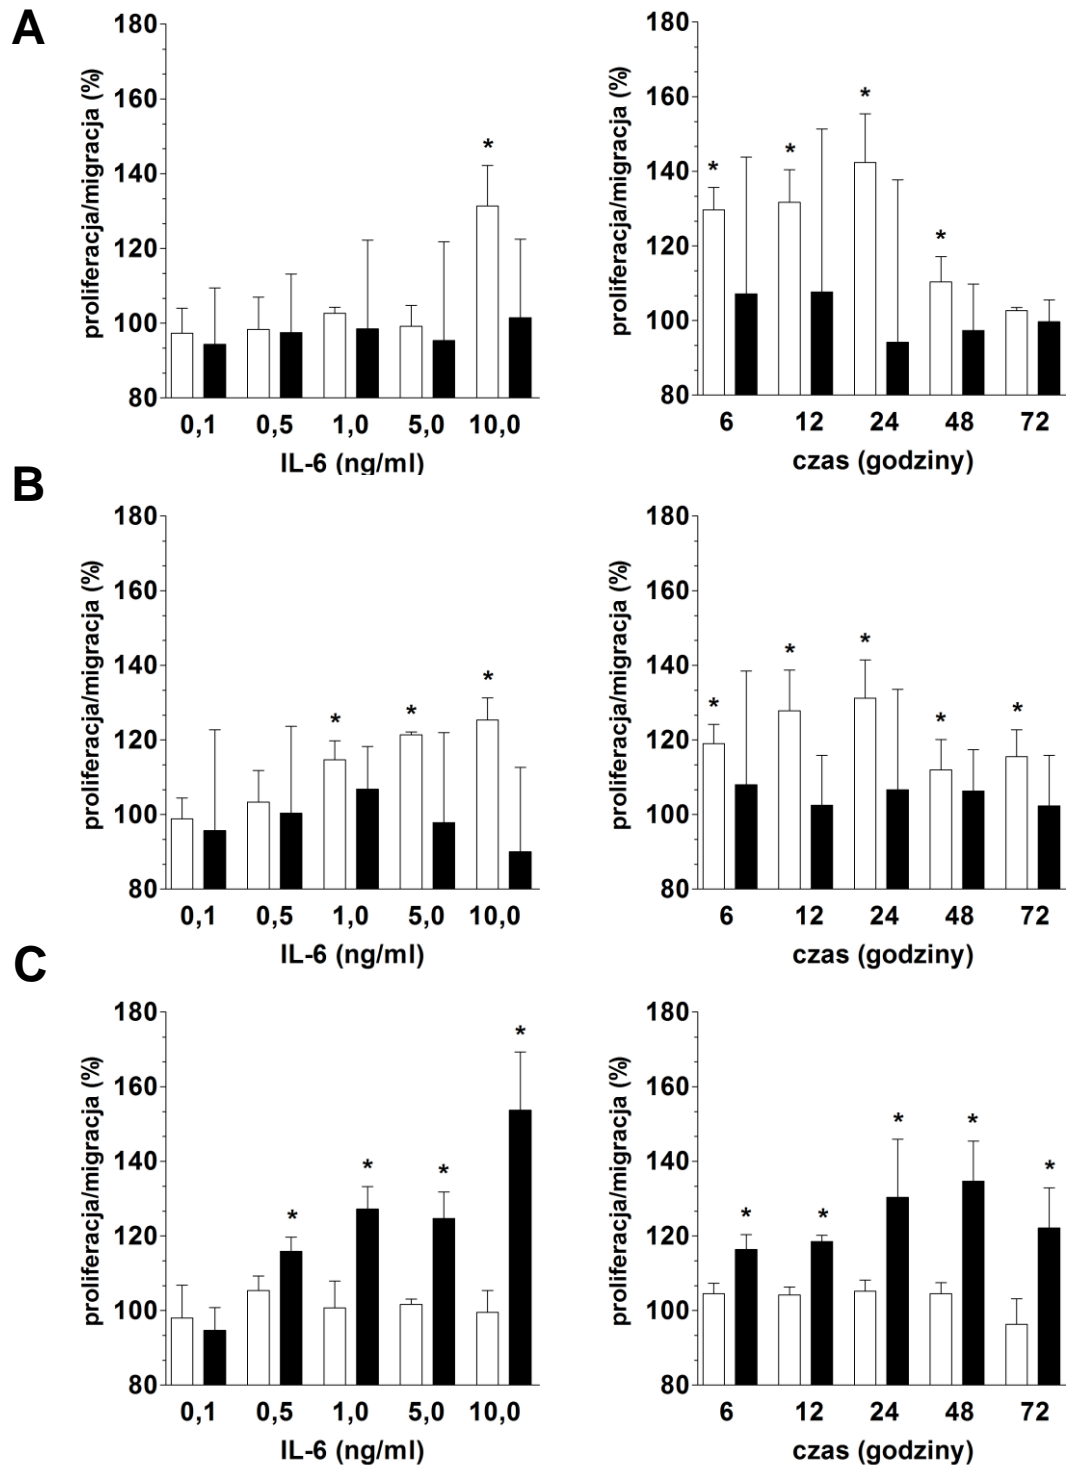 A
proliferacja/migracja (%)
180
160
140
120
100
80
*
0,1 0,5 1,0 5,0 10,0
IL-6 (ng/ml)
proliferacja/migracja (%)
180
160
140
120
100
80
* * * *
6 12 24 48 72
czas (godziny)
B
proliferacja/migracja (%)
180
160
140
120
100
80
* * *
0,1 0,5 1,0 5,0 10,0
IL-6 (ng/ml)
proliferacja/migracja (%)
180
160
140
120
100
80
* * * * *
6 12 24 48 72
czas (godziny)
C
proliferacja/migracja (%)
180
160
140
120
100
80
* * * *
0,1 0,5 1,0 5,0 10,0
IL-6 (ng/ml)
proliferacja/migracja (%)
180
160
140
120
100
80
* * * * *
6 12 24 48 72
czas (godziny)